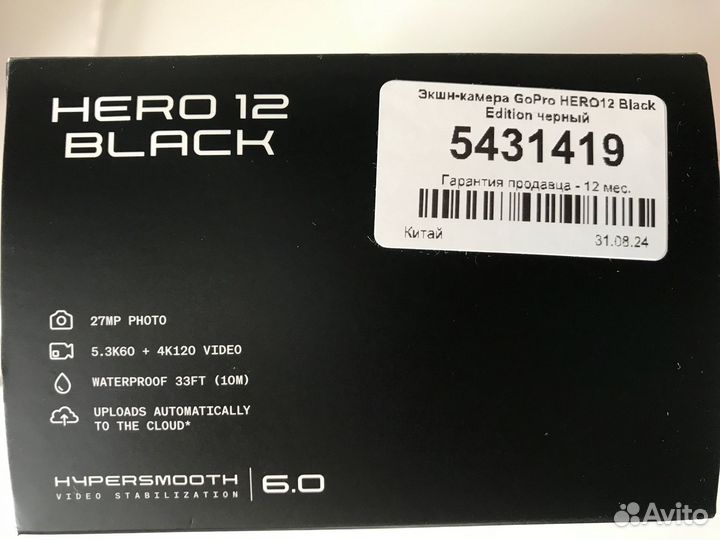 HERO 12
BLACK
Экшн-камера GoPro HERO12 Black
Edition черный
5431419
Гарантия продавца - 12 мес.
Китай
31.08.24
27MP PHOTO
5.3K60 + 4K120 VIDEO
WATERPROOF 33FT (10M)
UPLOADS AUTOMATICALLY
TO THE CLOUD*
HYPERSMOOTH
VIDEO STABILIZATION
6.0
Avito